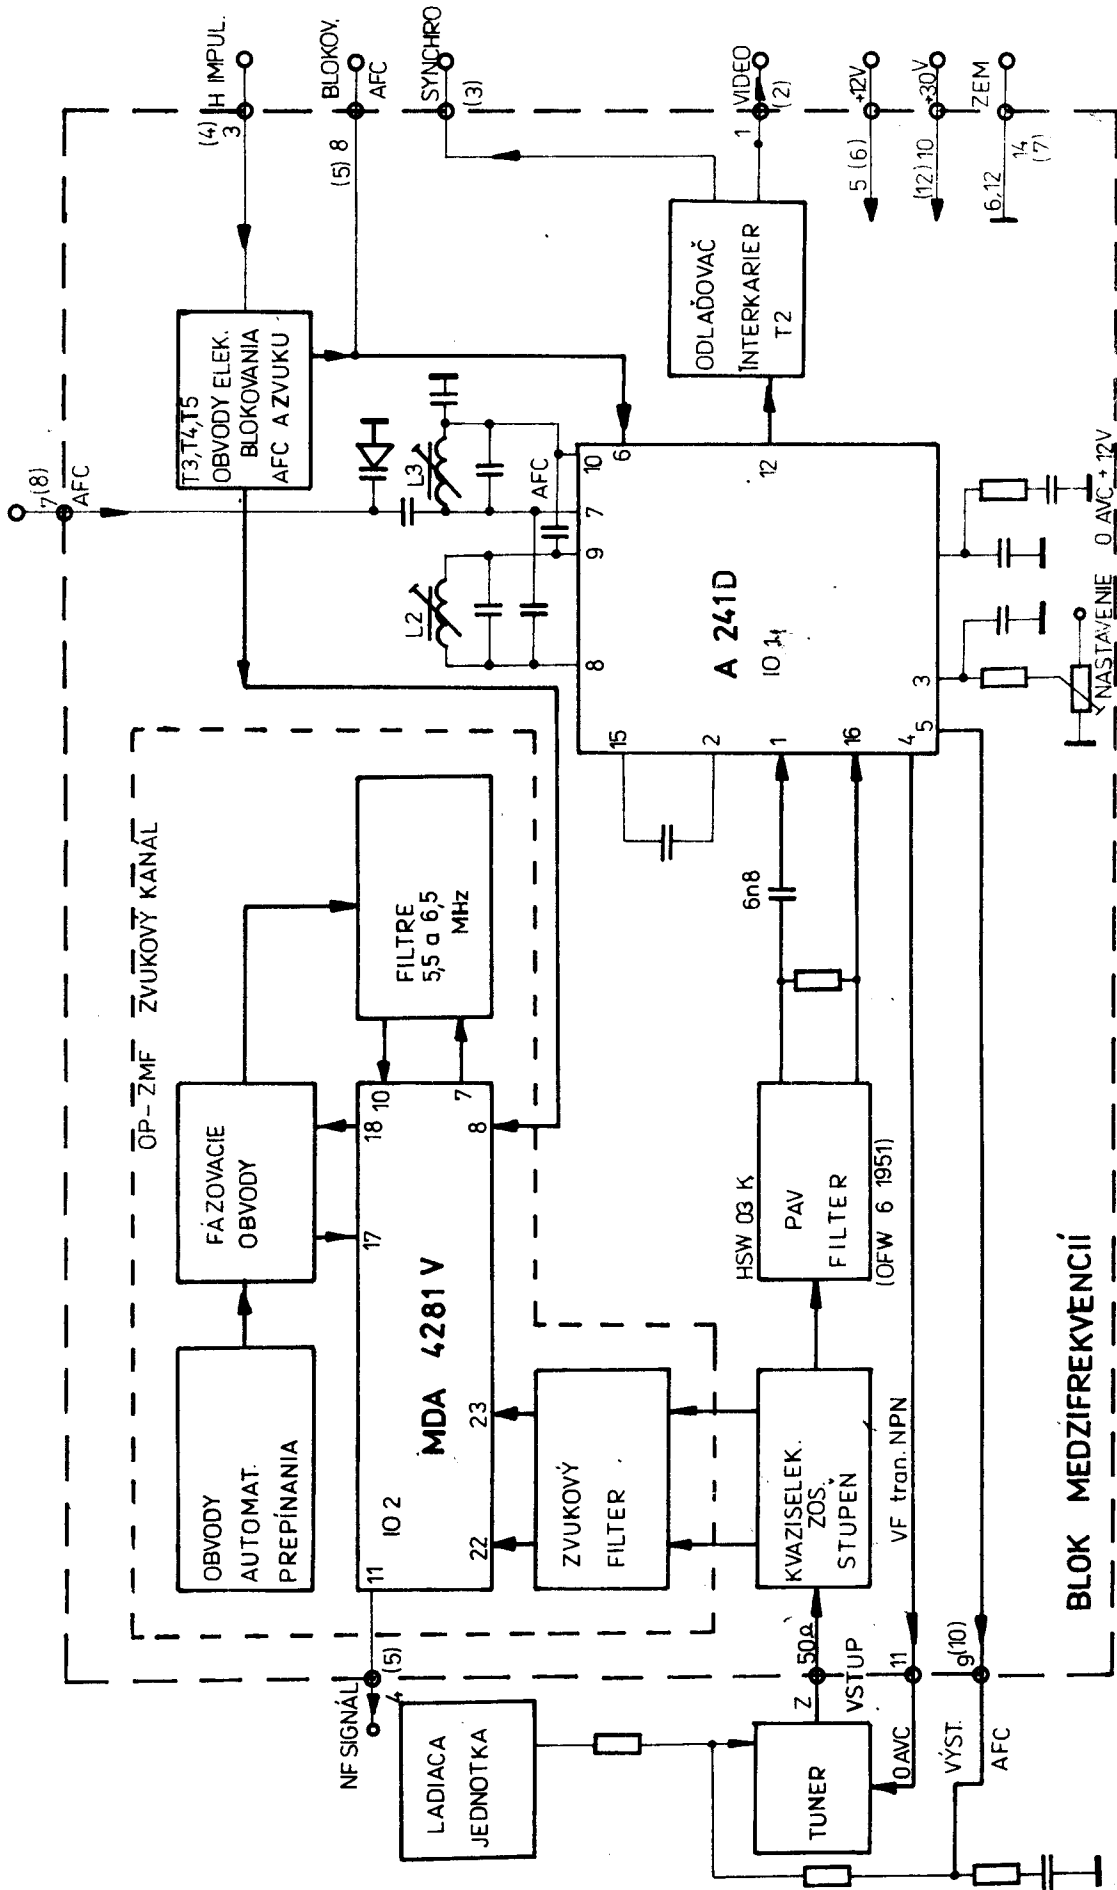 NF SIGNÁL
4
(5)
LADIACA
JEDNOTKA
TUNER
Z
50Ω
VSTUP
0 AVC
11
VÝST.
AFC
9(10)
OBVODY
AUTOMAT.
PREPÍNANIA
FÁZOVACIE
OBVODY
OP-ZMF ZVUKOVÝ KANÁL
11
IO 2
MDA 4281 V
17
18
10
7
8
22
23
FILTRE
5,5 a 6,5
MHz
ZVUKOVÝ
FILTER
KVAZISELEK.
ZOS.
STUPEŇ
HSW 03 K
PAV
FILTER
(OFW 6 1951)
VF tran. NPN
6n8
15
2
1
16
4
5
3
8
9
7
10
6
12
A 241D
IO 1
L2
L3
AFC
7(8)
AFC
T3,T4,T5
OBVODY ELEK.
BLOKOVANIA
AFC A ZVUKU
(4)
3
H IMPUL.
(5) 8
BLOKOV.
AFC
SYNCHRO
(3)
ODLAĎOVAČ
INTERKARIER
T2
1
VIDEO
(2)
5 (6)
+12V
(12) 10
+30V
6,12
14
(7)
ZEM
NASTAVENIE 0 AVC +12V
BLOK MEDZIFREKVENCIÍ